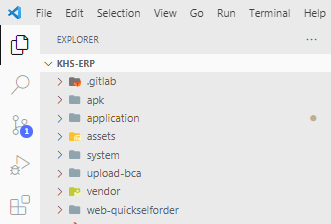 File Edit Selection View Go Run Terminal Help
EXPLORER ...
KHS-ERP
.gitlab
apk
application
assets
system
1
upload-bca
vendor
web-quickselforder